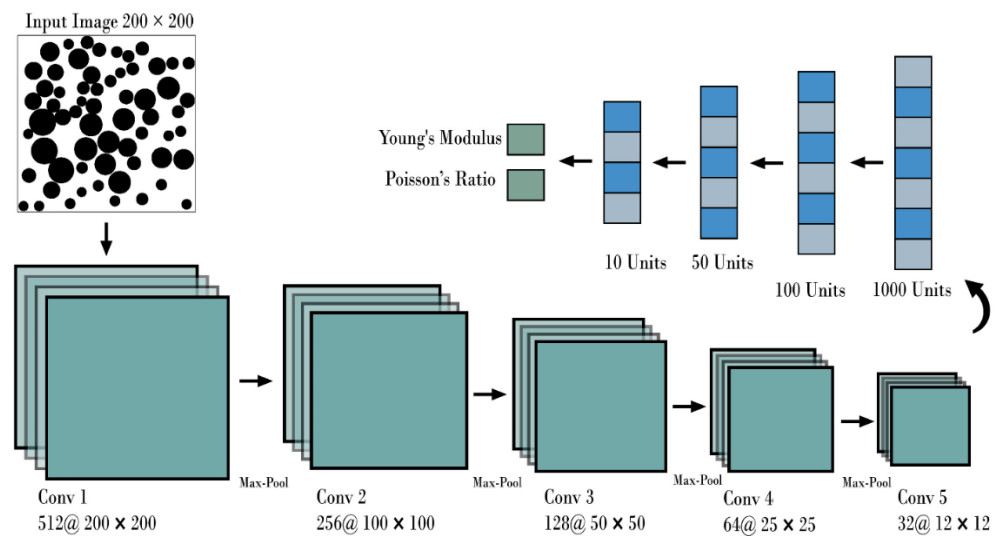 Input Image 200 × 200
Young's Modulus
Poisson's Ratio
10 Units
50 Units
100 Units
1000 Units
Max-Pool
Max-Pool
Max-Pool
Max-Pool
Conv 1
512@ 200 × 200
Conv 2
256@ 100 × 100
Conv 3
128@ 50 × 50
Conv 4
64@ 25 × 25
Conv 5
32@ 12 × 12